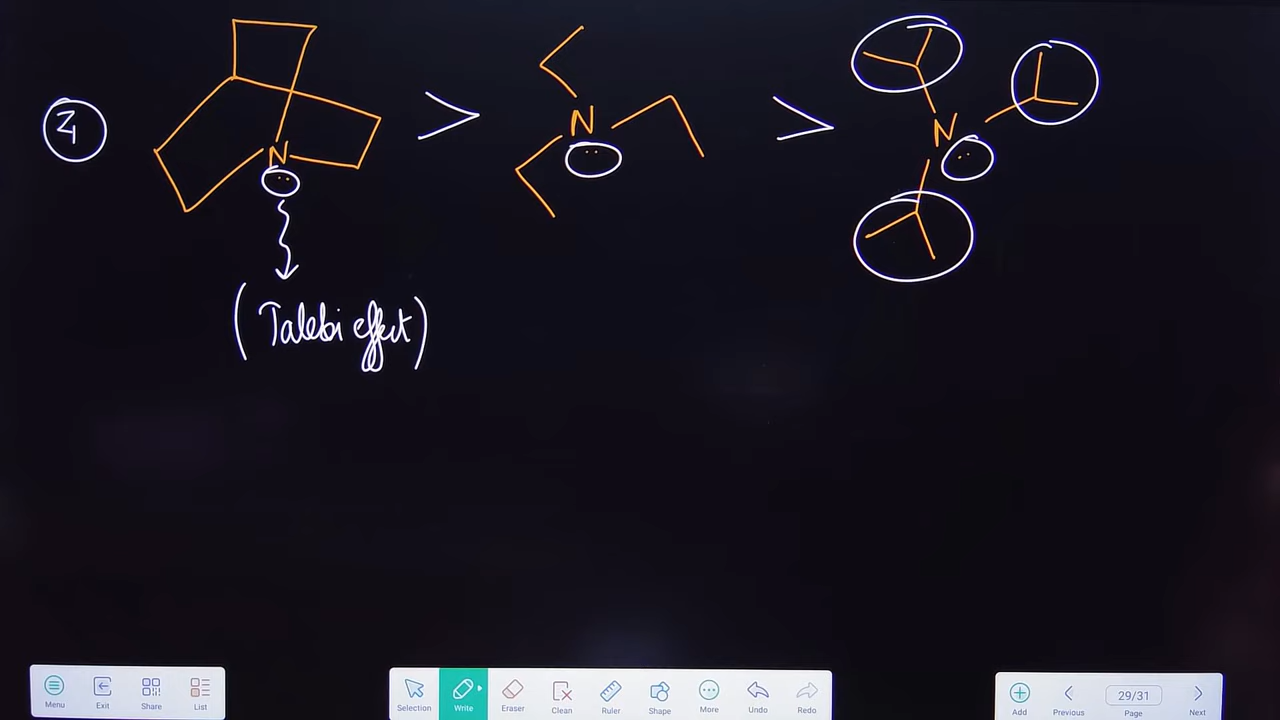 3
N > N > N
(Talebi effect)
Menu Exit Share List
Selection Write Eraser Clean Ruler Shape More Undo Redo
Add Previous 29/31 Page Next